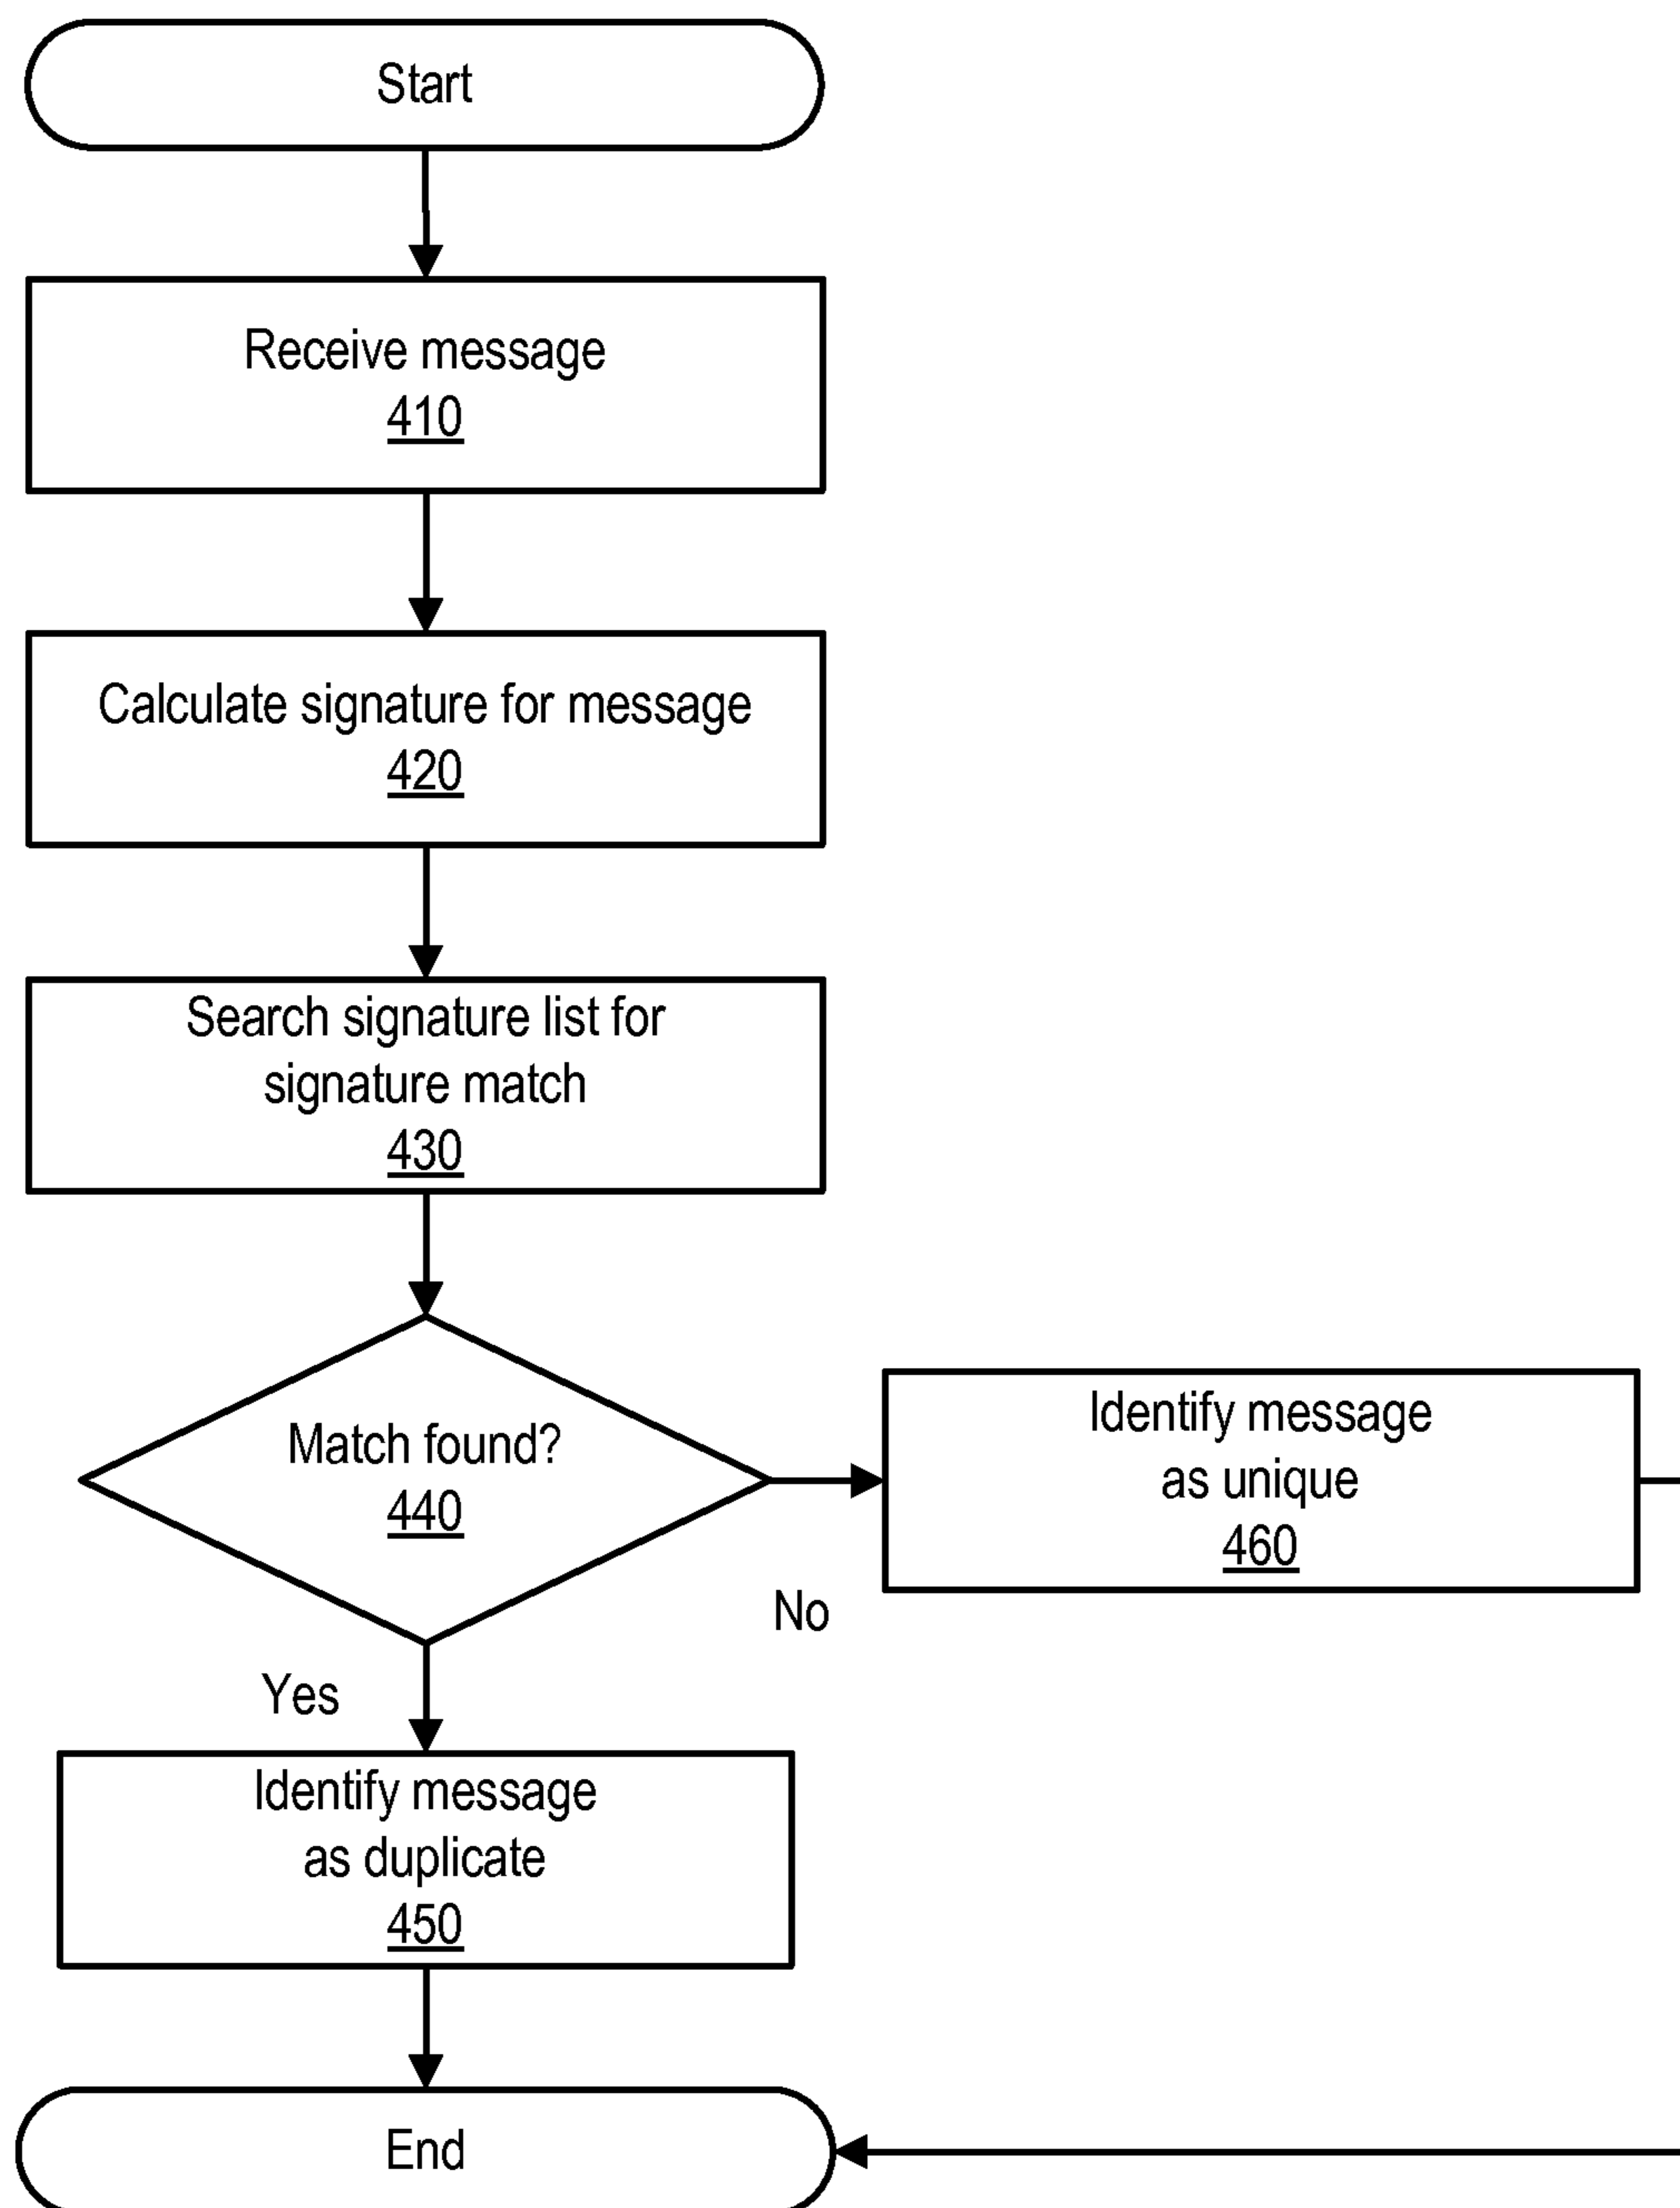 Start
Receive message
410
Calculate signature for message
420
Search signature list for
signature match
430
Match found?
440
No
Identify message
as unique
460
Yes
Identify message
as duplicate
450
End